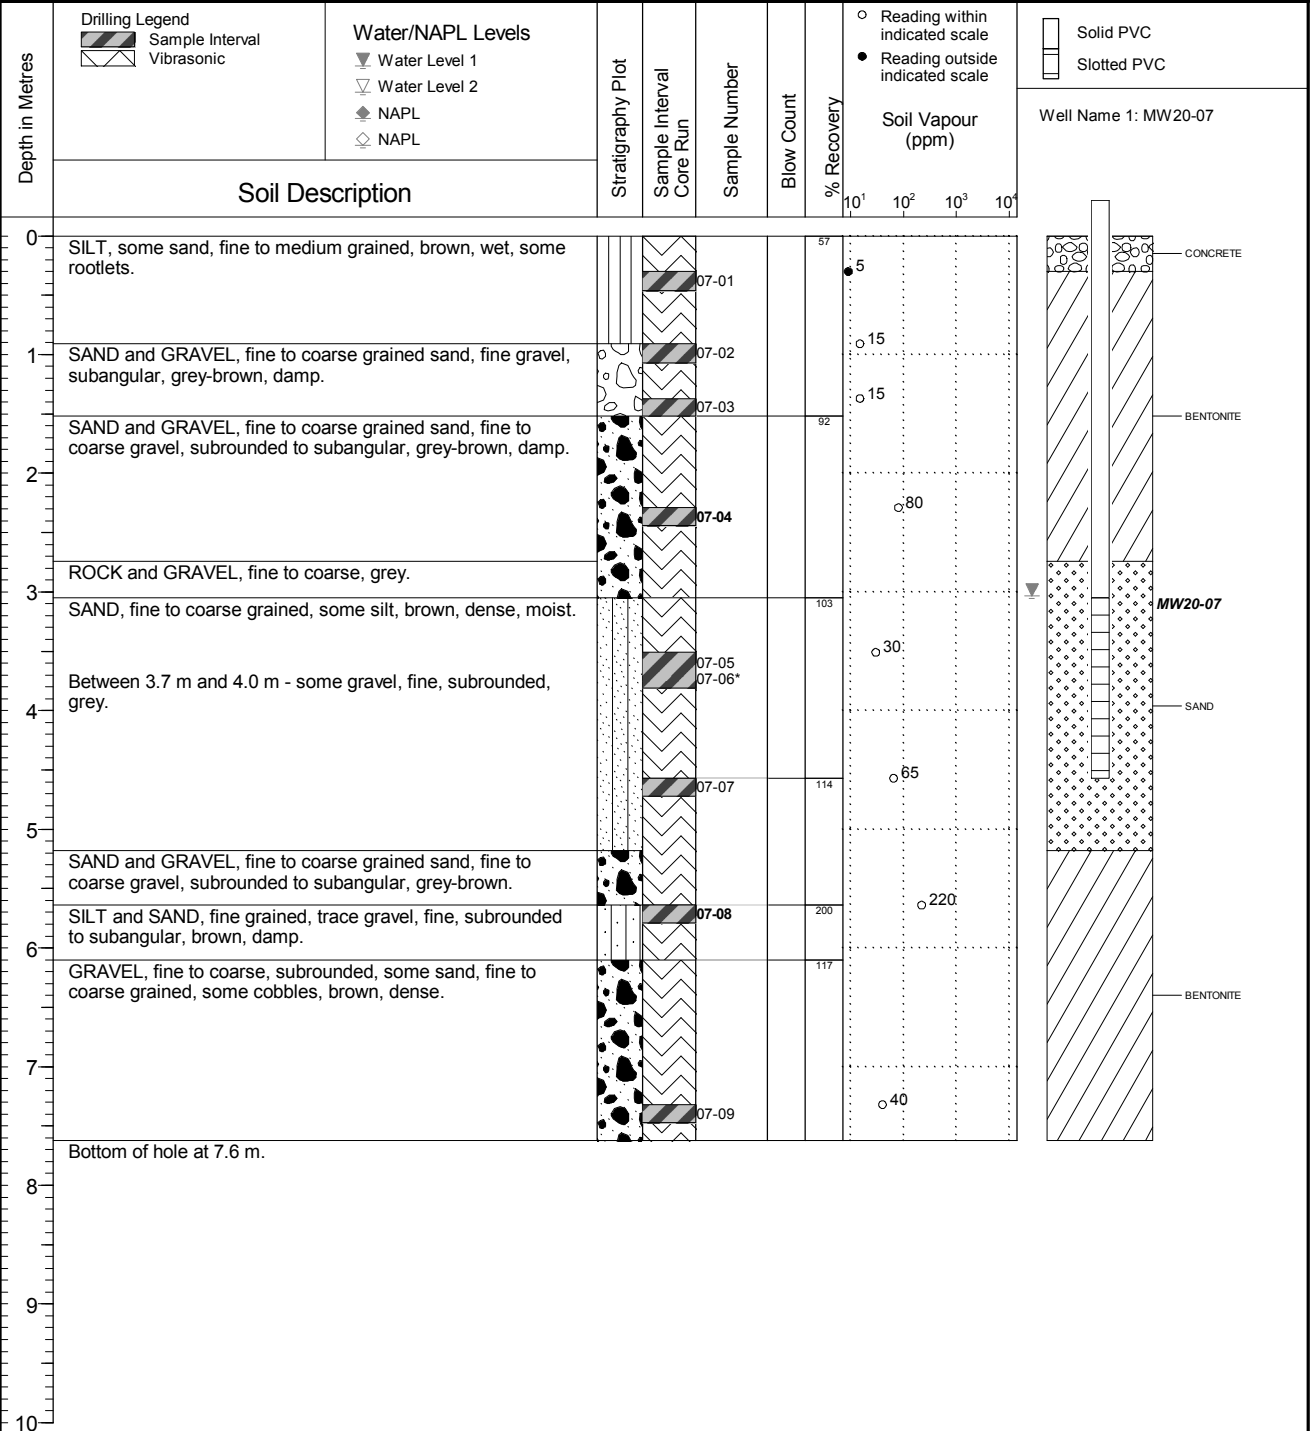 Drilling Legend
Sample Interval
Vibrasonic
Water/NAPL Levels
Water Level 1
Water Level 2
NAPL
NAPL
Depth in Metres
Soil Description
Stratigraphy Plot
Sample Interval
Core Run
Sample Number
Blow Count
% Recovery
Reading within
indicated scale
Reading outside
indicated scale
Soil Vapour
(ppm)
10¹ 10² 10³ 10⁴
Solid PVC
Slotted PVC
Well Name 1: MW20-07
0
SILT, some sand, fine to medium grained, brown, wet, some
rootlets.
57
5
07-01
CONCRETE
15
1
SAND and GRAVEL, fine to coarse grained sand, fine gravel,
subangular, grey-brown, damp.
07-02
15
07-03
92
BENTONITE
SAND and GRAVEL, fine to coarse grained sand, fine to
coarse gravel, subrounded to subangular, grey-brown, damp.
2
80
07-04
ROCK and GRAVEL, fine to coarse, grey.
3
SAND, fine to coarse grained, some silt, brown, dense, moist.
103
MW20-07
30
07-05
07-06*
Between 3.7 m and 4.0 m - some gravel, fine, subrounded,
grey.
4
SAND
65
07-07
114
5
SAND and GRAVEL, fine to coarse grained sand, fine to
coarse gravel, subrounded to subangular, grey-brown.
220
SILT and SAND, fine grained, trace gravel, fine, subrounded
to subangular, brown, damp.
07-08
200
6
GRAVEL, fine to coarse, subrounded, some sand, fine to
coarse grained, some cobbles, brown, dense.
117
BENTONITE
7
40
07-09
Bottom of hole at 7.6 m.
8
9
10